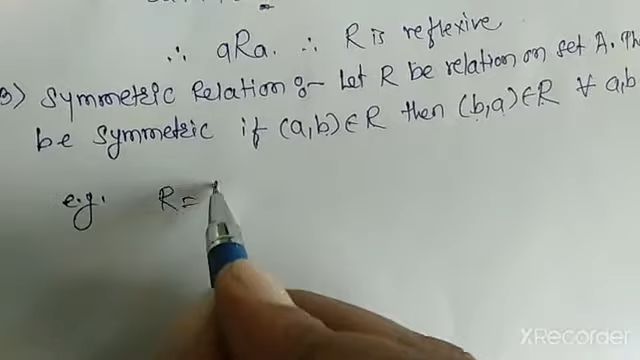 ∴ aRa. ∴ R is reflexive
3) Symmetric Relation :- Let R be relation on set A. Th
be symmetric if (a,b) ∈ R then (b,a) ∈ R ∀ a,b
e.g. R =
XRecorder